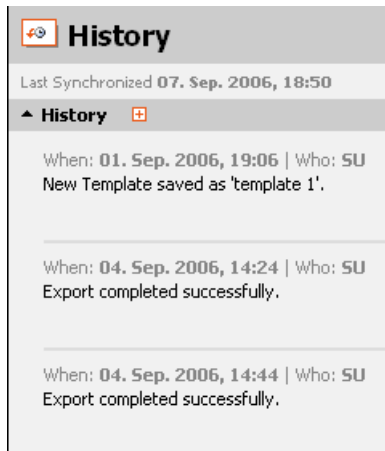 History
Last Synchronized 07. Sep. 2006, 18:50
History
When: 01. Sep. 2006, 19:06 | Who: SU
New Template saved as 'template 1'.
When: 04. Sep. 2006, 14:24 | Who: SU
Export completed successfully.
When: 04. Sep. 2006, 14:44 | Who: SU
Export completed successfully.